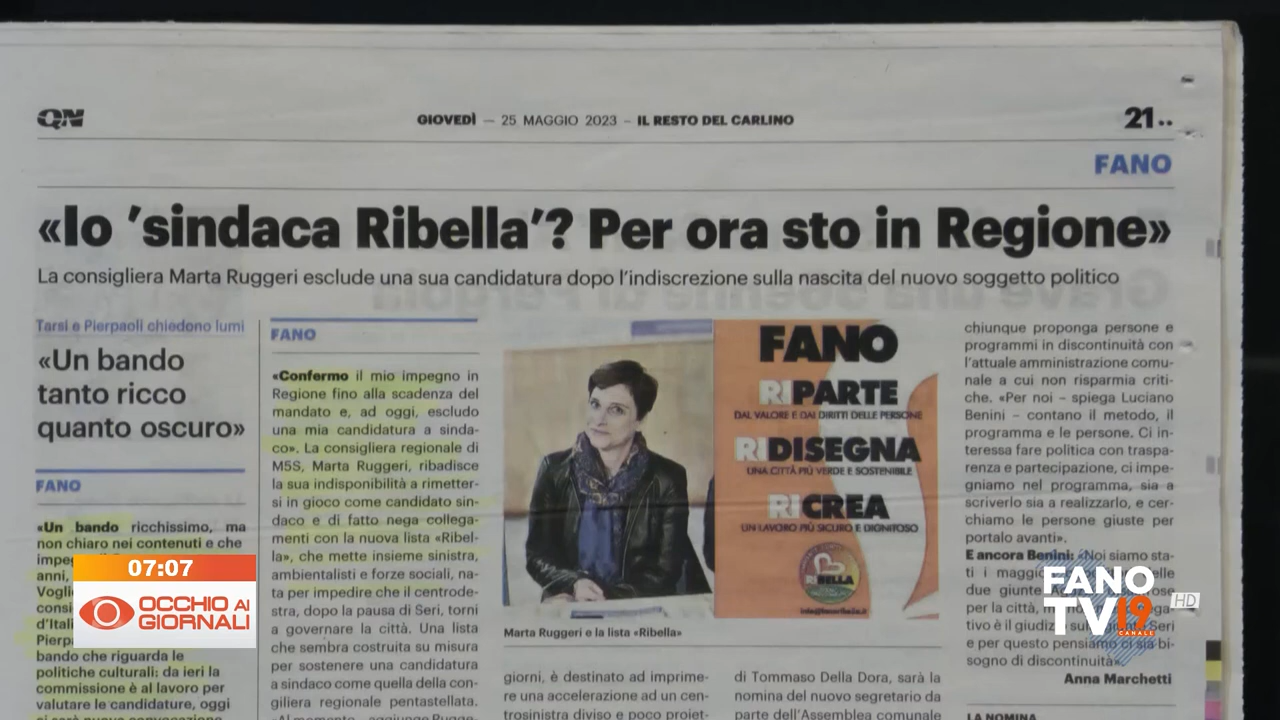 QN
GIOVEDÌ — 25 MAGGIO 2023 – IL RESTO DEL CARLINO
21..
FANO
«Io 'sindaca Ribella'? Per ora sto in Regione»
La consigliera Marta Ruggeri esclude una sua candidatura dopo l'indiscrezione sulla nascita del nuovo soggetto politico
Tarsi e Pierpaoli chiedono lumi
«Un bando
tanto ricco
quanto oscuro»
FANO
«Un bando ricchissimo, ma
non chiaro nei contenuti e che
impe
anni,
Vogli
consi
d'Itali
Pierpa
bando che riguarda le
politiche culturali: da ieri la
commissione è al lavoro per
valutare le candidature, oggi
FANO
«Confermo il mio impegno in
Regione fino alla scadenza del
mandato e, ad oggi, escludo
una mia candidatura a sinda-
co». La consigliera regionale di
M5S, Marta Ruggeri, ribadisce
la sua indisponibilità a rimetter-
si in gioco come candidato sin-
daco e di fatto nega collega-
menti con la nuova lista «Ribel-
la», che mette insieme sinistra,
ambientalisti e forze sociali, na-
ta per impedire che il centrode-
stra, dopo la pausa di Seri, torni
a governare la città. Una lista
che sembra costruita su misura
per sostenere una candidatura
a sindaco come quella della con-
gigliera regionale pentastellata.
FANO
RIPARTE
DAL VALORE E DAI DIRITTI DELLE PERSONE
RIDISEGNA
UNA CITTÀ PIÙ VERDE E SOSTENIBILE
RICREA
UN LAVORO PIÙ SICURO E DIGNITOSO
RIBELLA
Marta Ruggeri e la lista «Ribella»
giorni, è destinato ad imprime-
re una accelerazione ad un cen-
trosinistra diviso e poco proiet-
di Tommaso Della Dora, sarà la
nomina del nuovo segretario da
parte dell'Assemblea comunale
chiunque proponga persone e
programmi in discontinuità con
l'attuale amministrazione comu-
nale a cui non risparmia criti-
che. «Per noi – spiega Luciano
Benini – contano il metodo, il
programma e le persone. Ci in-
teressa fare politica con traspa-
renza e partecipazione, ci impe-
gniamo nel programma, sia a
scriverlo sia a realizzarlo, e cer-
chiamo le persone giuste per
portalo avanti».
E ancora Benini: «Noi siamo sta-
ti i maggio elle
due giunte ose
per la città, ega-
tivo è il giudiz Seri
e per questo pensiamo ci sia bi-
sogno di discontinuità».
Anna Marchetti
LA NOMINA
07:07
OCCHIO AI
GIORNALI
FANO
TV19
CANALE
HD